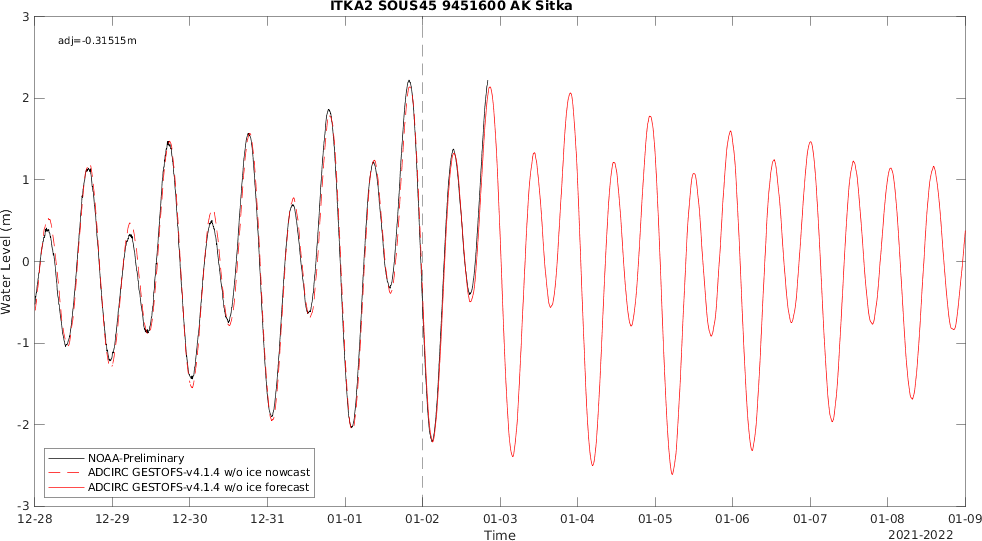 ITKA2 SOUS45 9451600 AK Sitka
adj=-0.31515m
3
2
1
0
-1
-2
-3
Water Level (m)
NOAA-Preliminary
ADCIRC GESTOFS-v4.1.4 w/o ice nowcast
ADCIRC GESTOFS-v4.1.4 w/o ice forecast
12-28 12-29 12-30 12-31 01-01 01-02 01-03 01-04 01-05 01-06 01-07 01-08 01-09
Time
2021-2022